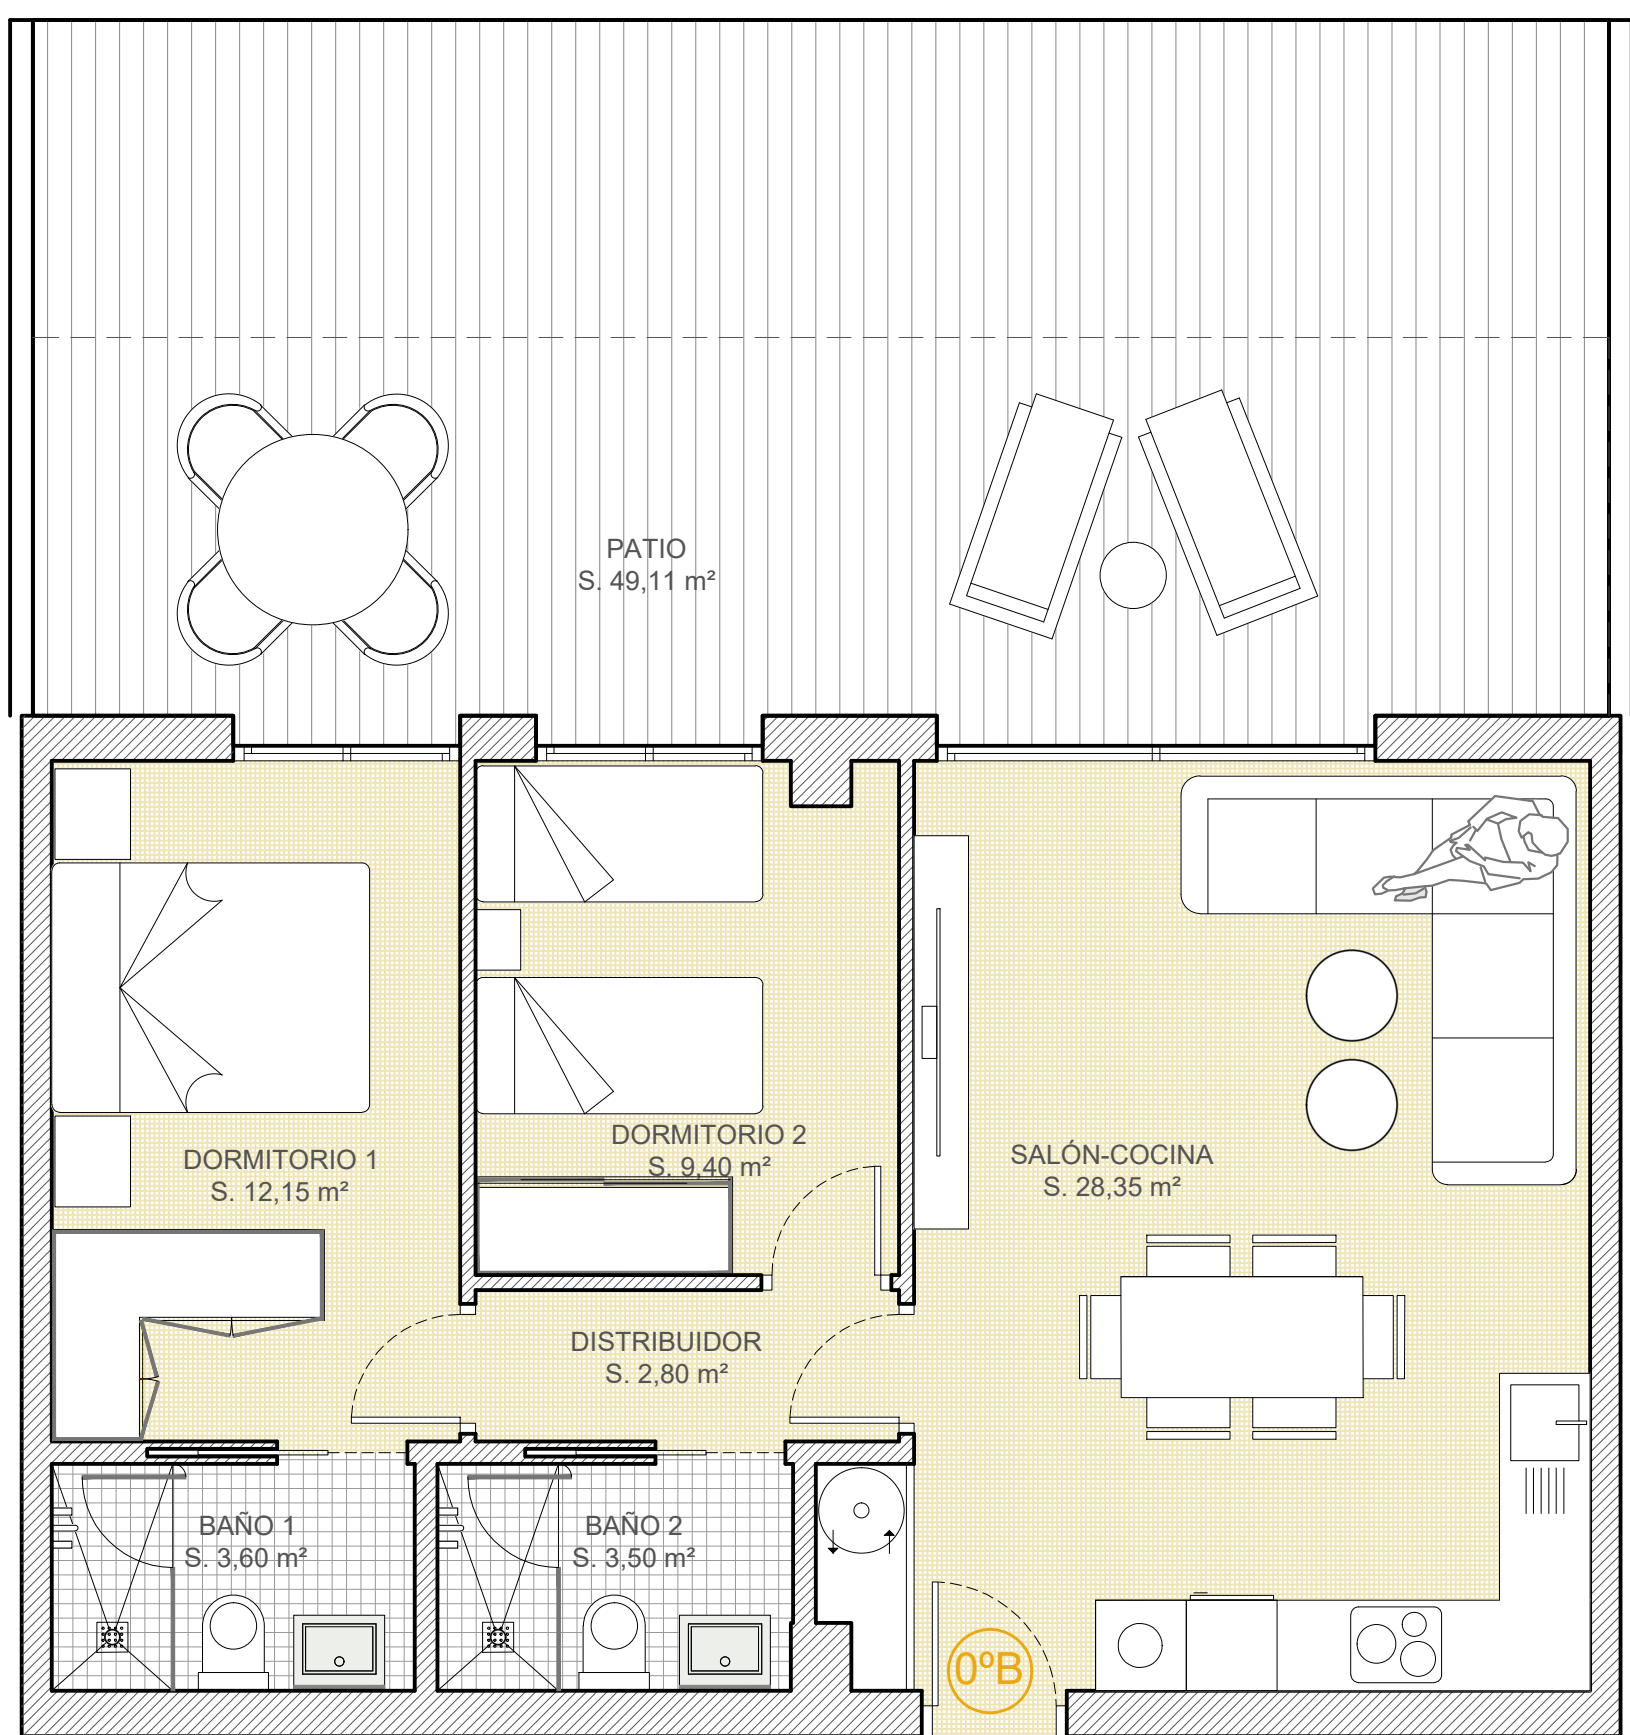 PATIO
S. 49,11 m²
DORMITORIO 1
S. 12,15 m²
DORMITORIO 2
S. 9,40 m²
SALÓN-COCINA
S. 28,35 m²
DISTRIBUIDOR
S. 2,80 m²
BAÑO 1
S. 3,60 m²
BAÑO 2
S. 3,50 m²
0ºB